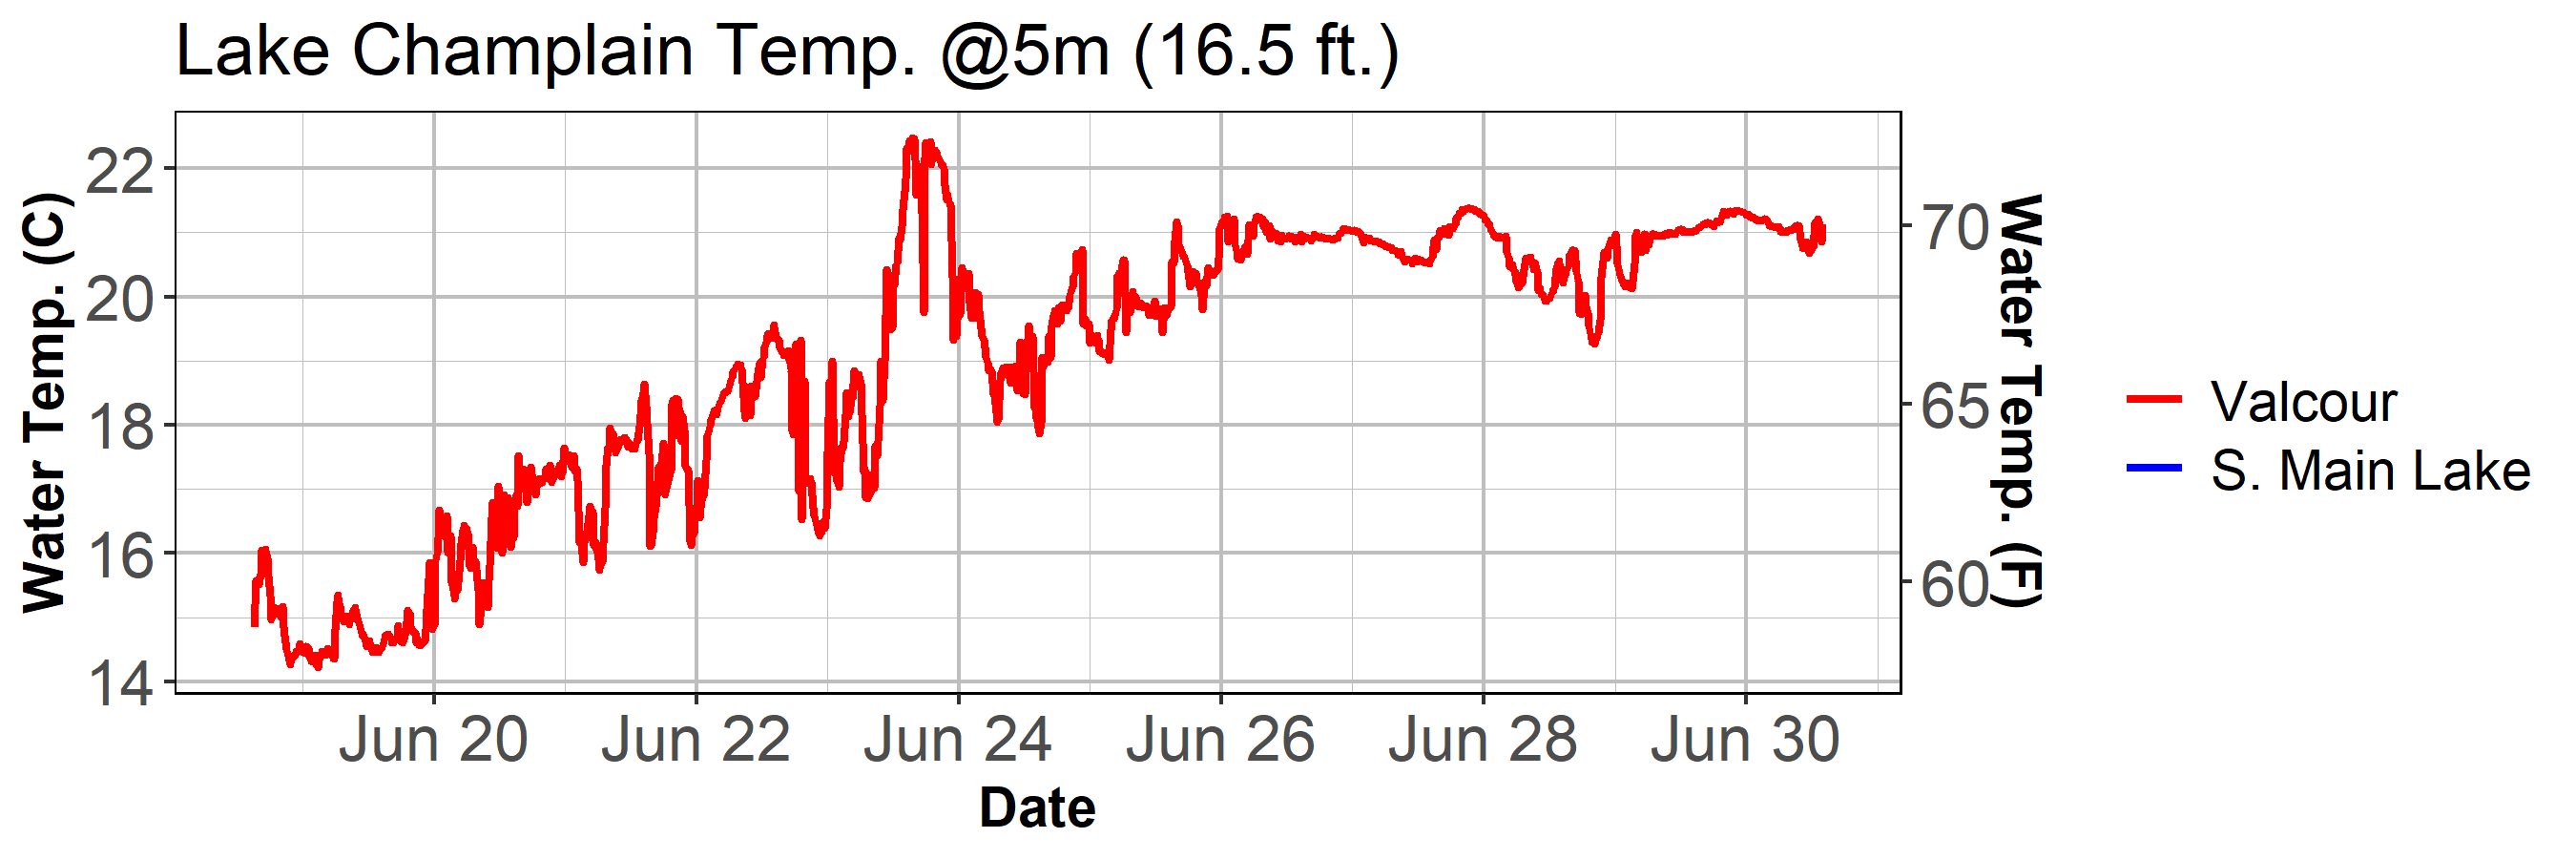 Lake Champlain Temp. @5m (16.5 ft.)
Water Temp. (C)
22
20
18
16
14
Jun 20 Jun 22 Jun 24 Jun 26 Jun 28 Jun 30
Date
70
65
60
Water Temp. (F)
Valcour
S. Main Lake